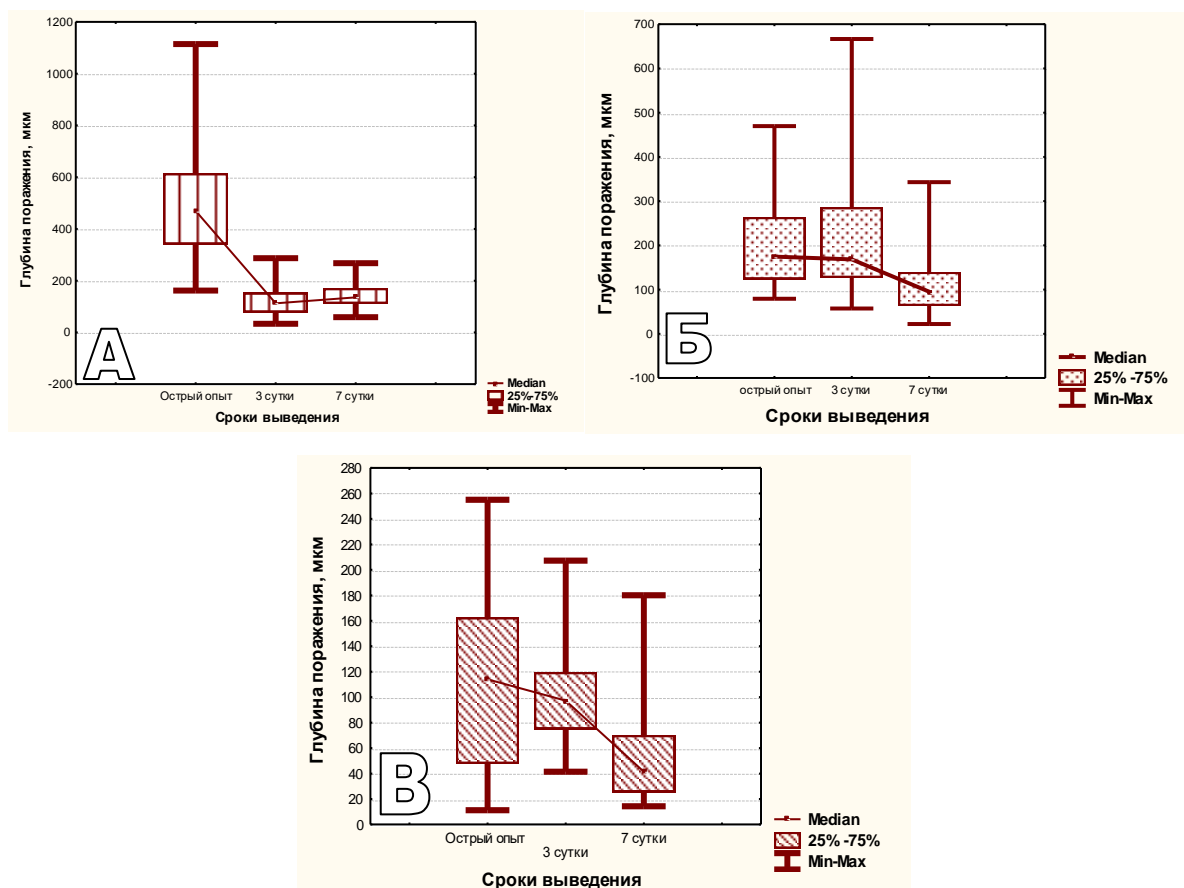 Глубина поражения, мкм
1200
1000
800
600
400
200
0
-200
А
Острый опыт
3 сутки
7 сутки
Сроки выведения
Median
25%-75%
Min-Max
Глубина поражения, мкм
700
600
500
400
300
200
100
0
-100
Б
острый опыт
3 сутки
7 сутки
Сроки выведения
Median
25% -75%
Min-Max
Глубина поражения, мкм
280
260
240
220
200
180
160
140
120
100
80
60
40
20
0
В
Острый опыт
3 сутки
7 сутки
Сроки выведения
Median
25% -75%
Min-Max